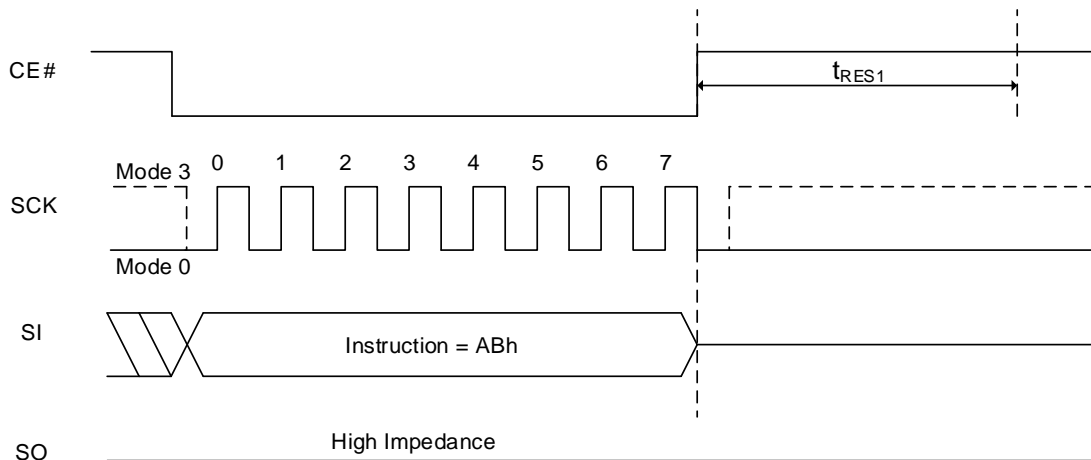 CE#
tRES1
Mode 3
0 1 2 3 4 5 6 7
SCK
Mode 0
SI
Instruction = ABh
High Impedance
SO